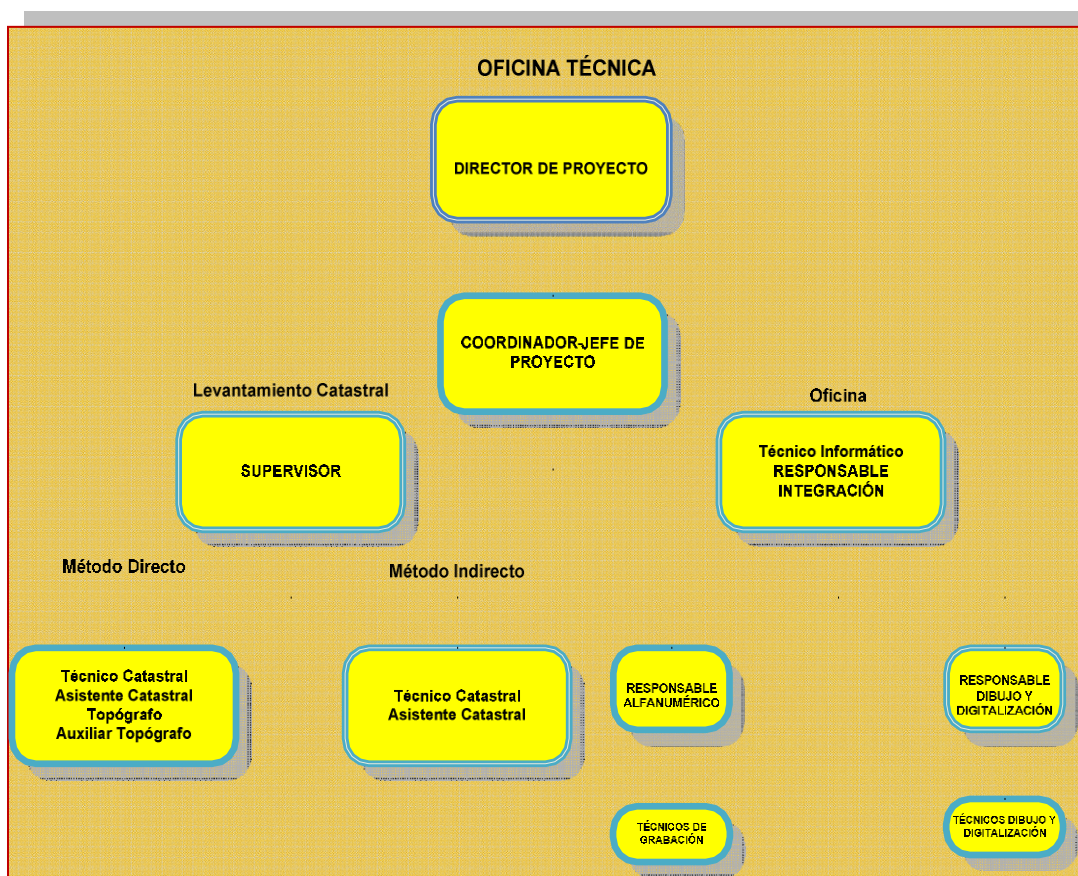 OFICINA TÉCNICA
DIRECTOR DE PROYECTO
COORDINADOR-JEFE DE
PROYECTO
Levantamiento Catastral
Oficina
SUPERVISOR
Técnico Informático
RESPONSABLE
INTEGRACIÓN
Método Directo
Método Indirecto
Técnico Catastral
Asistente Catastral
Topógrafo
Auxiliar Topógrafo
Técnico Catastral
Asistente Catastral
RESPONSABLE
ALFANUMÉRICO
RESPONSABLE
DIBUJO Y
DIGITALIZACIÓN
TÉCNICOS DE
GRABACIÓN
TÉCNICOS DIBUJO Y
DIGITALIZACIÓN